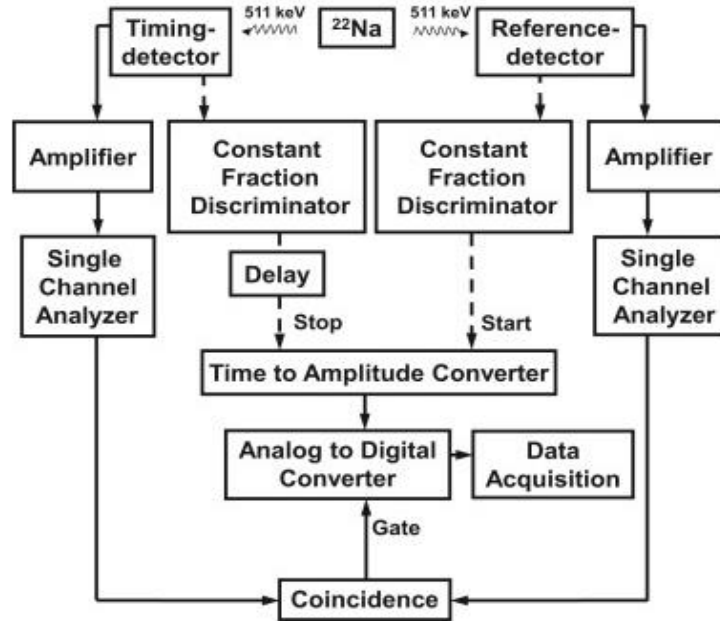 511 keV
511 keV
Timing-
detector
²²Na
Reference-
detector
Amplifier
Constant
Fraction
Discriminator
Constant
Fraction
Discriminator
Amplifier
Single
Channel
Analyzer
Delay
Single
Channel
Analyzer
Stop
Start
Time to Amplitude Converter
Analog to Digital
Converter
Data
Acquisition
Gate
Coincidence